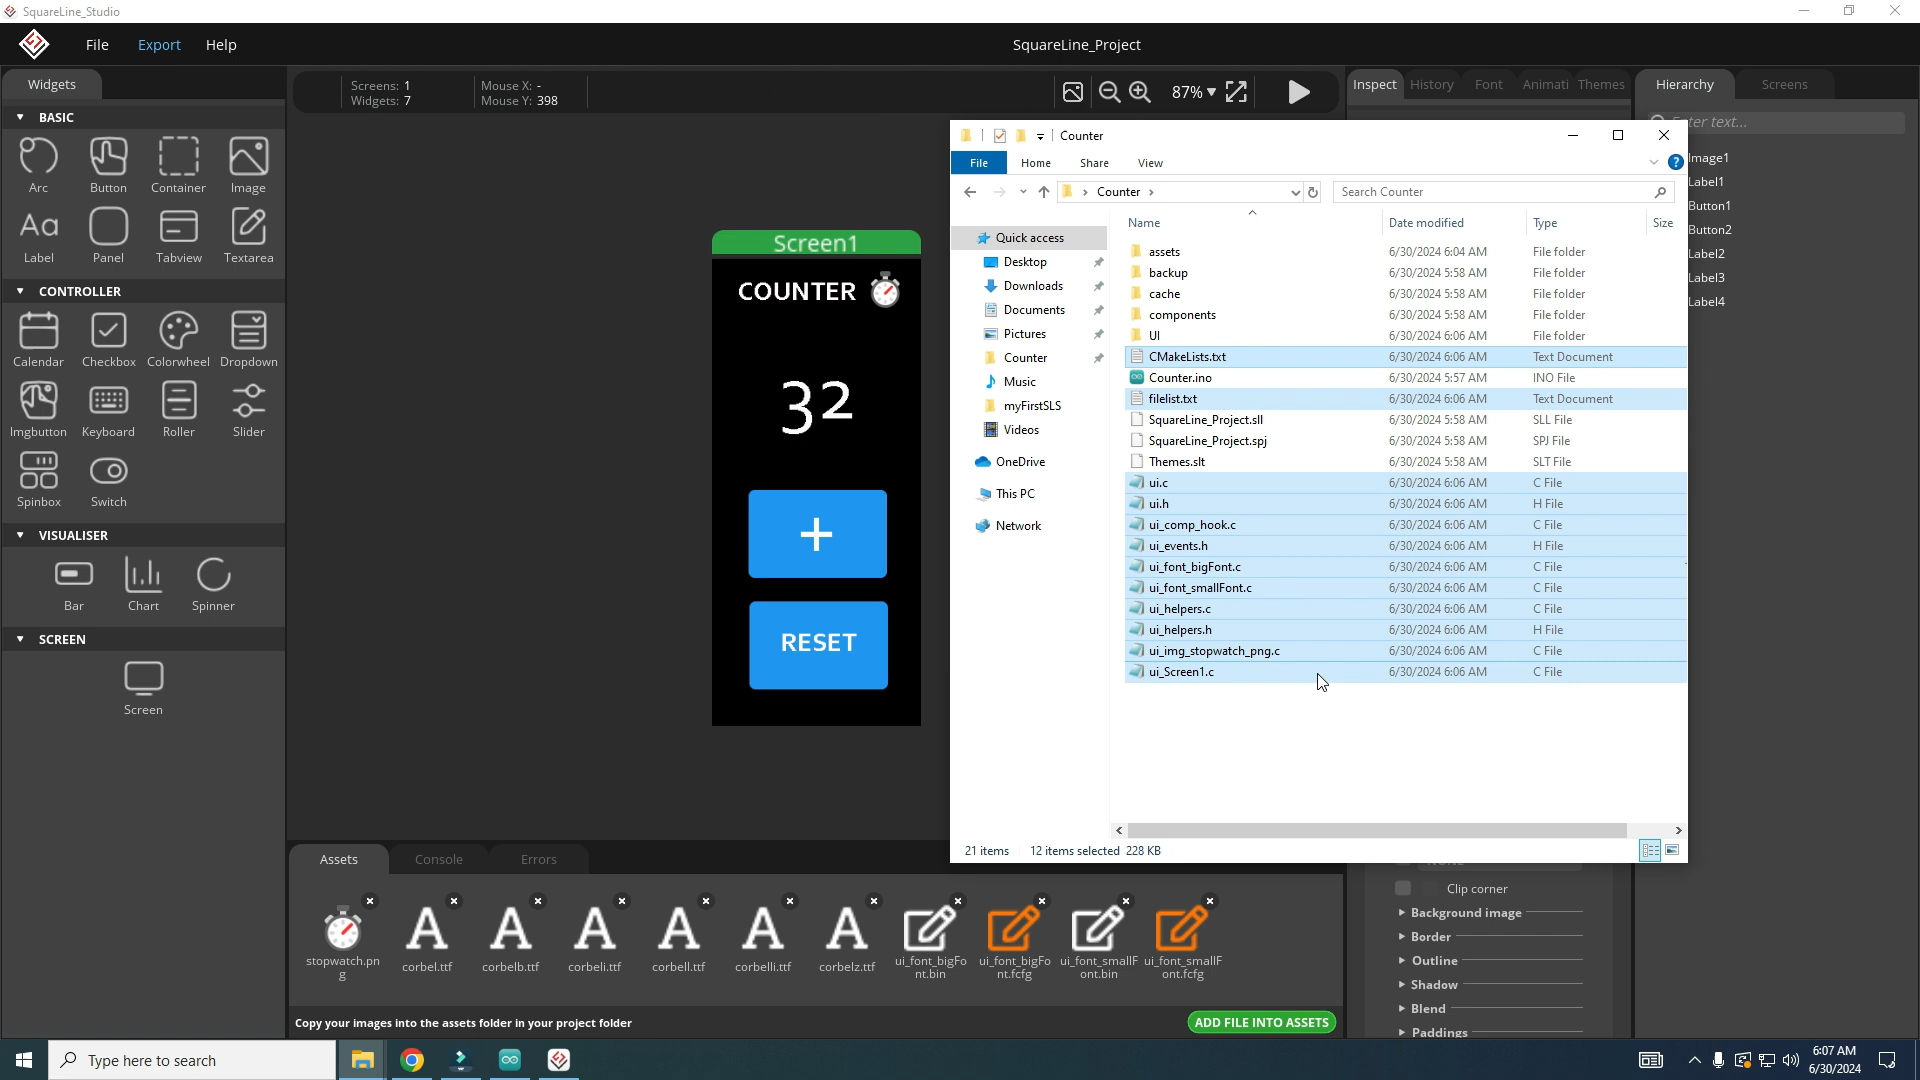 SquareLine_Studio
File Export Help
SquareLine_Project
Widgets
Screens: 1
Widgets: 7
Mouse X: -
Mouse Y: 398
87%
Inspect History Font Animati Themes
Hierarchy Screens
BASIC
Arc Button Container Image
Label Panel Tabview Textarea
CONTROLLER
Calendar Checkbox Colorwheel Dropdown
Imgbutton Keyboard Roller Slider
Spinbox Switch
VISUALISER
Bar Chart Spinner
SCREEN
Screen
Screen1
COUNTER
32
+
RESET
Counter
File Home Share View
Counter
Search Counter
Name Date modified Type Size
Quick access
Desktop
Downloads
Documents
Pictures
Counter
Music
myFirstSLS
Videos
OneDrive
This PC
Network
assets 6/30/2024 6:04 AM File folder
backup 6/30/2024 5:58 AM File folder
cache 6/30/2024 5:58 AM File folder
components 6/30/2024 5:58 AM File folder
UI 6/30/2024 6:06 AM File folder
CMakeLists.txt 6/30/2024 6:06 AM Text Document
Counter.ino 6/30/2024 5:57 AM INO File
filelist.txt 6/30/2024 6:06 AM Text Document
SquareLine_Project.sll 6/30/2024 5:58 AM SLL File
SquareLine_Project.spj 6/30/2024 5:58 AM SPJ File
Themes.slt 6/30/2024 5:58 AM SLT File
ui.c 6/30/2024 6:06 AM C File
ui.h 6/30/2024 6:06 AM H File
ui_comp_hook.c 6/30/2024 6:06 AM C File
ui_events.h 6/30/2024 6:06 AM H File
ui_font_bigFont.c 6/30/2024 6:06 AM C File
ui_font_smallFont.c 6/30/2024 6:06 AM C File
ui_helpers.c 6/30/2024 6:06 AM C File
ui_helpers.h 6/30/2024 6:06 AM H File
ui_img_stopwatch_png.c 6/30/2024 6:06 AM C File
ui_Screen1.c 6/30/2024 6:06 AM C File
21 items 12 items selected 228 KB
ter text...
Image1
Label1
Button1
Button2
Label2
Label3
Label4
Assets Console Errors
stopwatch.pn
g
corbel.ttf
corbelb.ttf
corbeli.ttf
corbell.ttf
corbelli.ttf
corbelz.ttf
ui_font_bigFo
nt.bin
ui_font_bigFo
nt.fcfg
ui_font_smallF
ont.bin
ui_font_smallF
ont.fcfg
Copy your images into the assets folder in your project folder
ADD FILE INTO ASSETS
Clip corner
Background image
Border
Outline
Shadow
Blend
Paddings
Type here to search
6:07 AM
6/30/2024